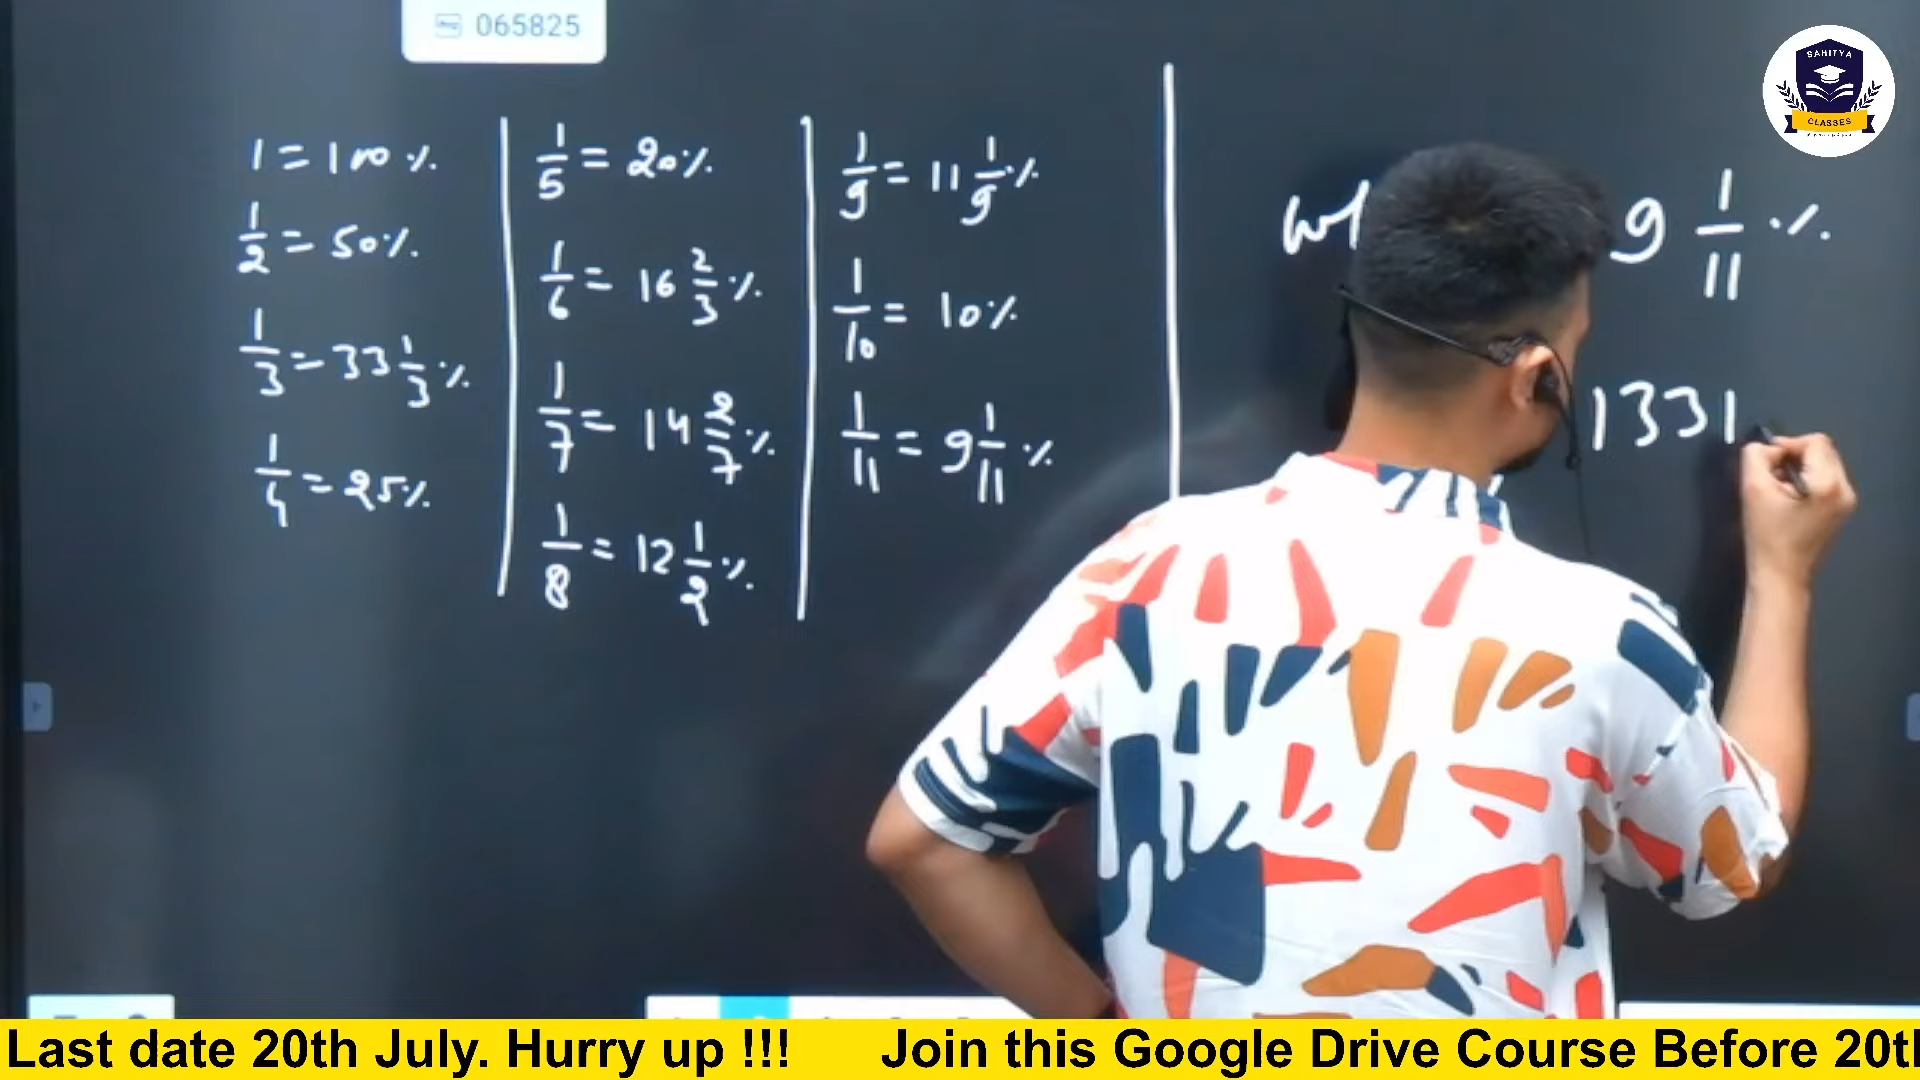 065825
SAHITYA
CLASSES
1 = 100 %
1/2 = 50 %
1/3 = 33 1/3 %
1/4 = 25 %
1/5 = 20 %
1/6 = 16 2/3 %
1/7 = 14 2/7 %
1/8 = 12 1/2 %
1/9 = 11 1/9 %
1/10 = 10 %
1/11 = 9 1/11 %
9 1/11 %
1331
Last date 20th July. Hurry up !!! Join this Google Drive Course Before 20th